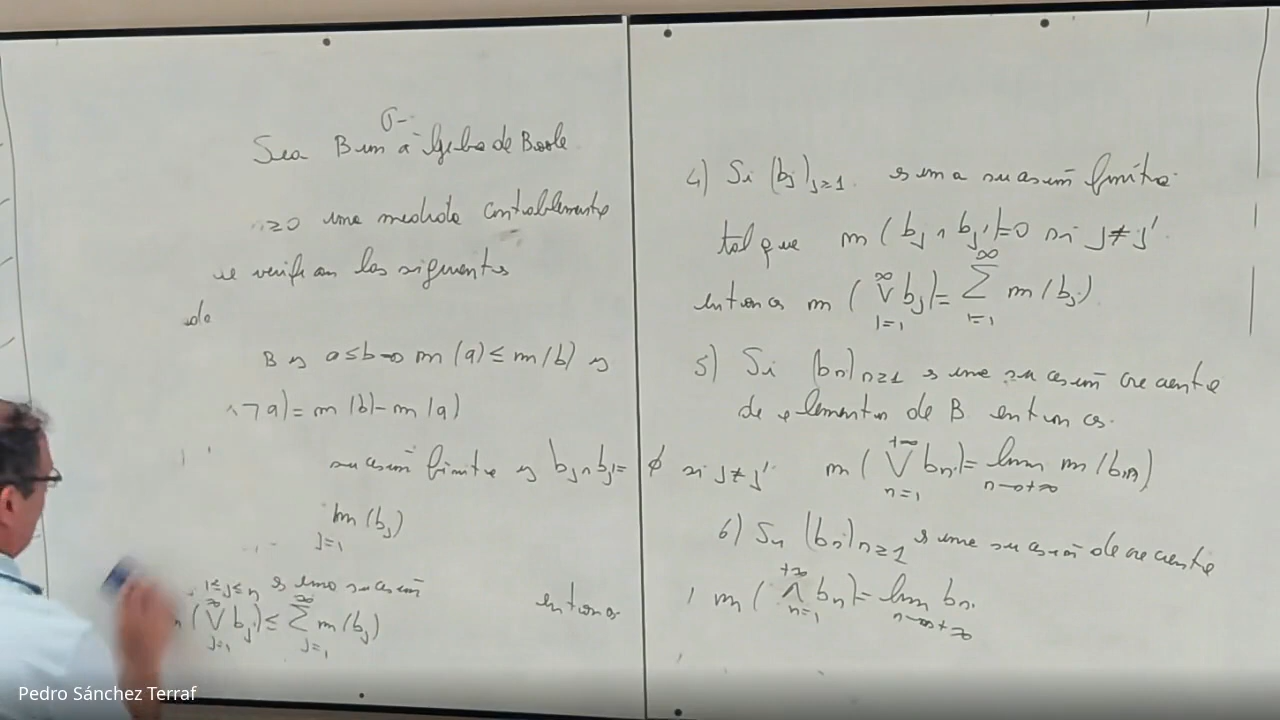 σ-
Sea B un algebra de Boole
≥0 una medida contablemente
se verifican las siguientes
do
B y a≤b → m(a)≤m(b) y
∧¬a)=m(b)-m(a)
sucesión finita y bj∧bj'=φ si j≠j'
m(bj)
j=1
1≤j≤n es una sucesión entonces
m(∨bj)≤∑m(bj)
∞ ∞
j=1 j=1
4) Si (bj)j≥1 es una sucesión finita
tal que m(bj∧bj')=0 si j≠j'
entonces m(∨bj)=∑m(bj)
∞ ∞
j=1 i=1
5) Si (bn)n≥1 es una sucesión creciente
de elementos de B entonces
m(∨bn)=lim m(bn)
+∞
n=1 n→+∞
6) Si (bn)n≥1 es una sucesión decreciente
m(∧bn)=lim bn
+∞
n=1 n→+∞
Pedro Sánchez Terraf